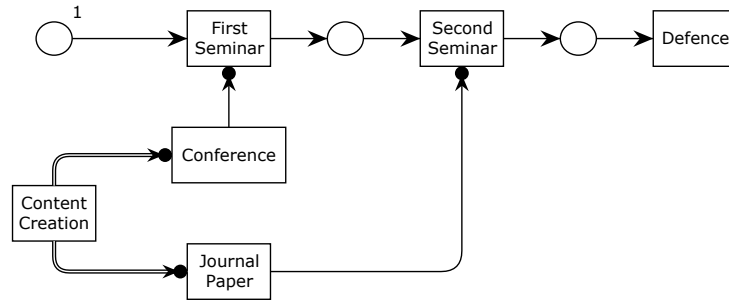 1
First
Seminar
Second
Seminar
Defence
Conference
Content
Creation
Journal
Paper